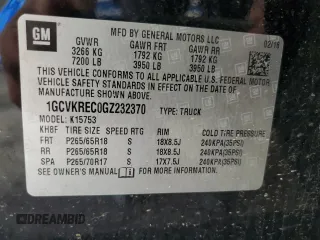 GM
MFD BY GENERAL MOTORS LLC
02/16
GVWR GAWR FRT GAWR RR
3266 KG 1792 KG 1792 KG
7200 LB 3950 LB 3950 LB
THIS VEHICLE CONFORMS TO ALL APPLICABLE U.S. FEDERAL MOTOR
VEHICLE SAFETY STANDARDS IN EFFECT ON THE DATE OF
MANUFACTURE SHOWN ABOVE.
1GCVKREC0GZ232370 TYPE: TRUCK
MODEL: K15753
KHBF TIRE SIZE SPEED RTG RIM COLD TIRE PRESSURE
FRT P265/65R18 S 18X8.5J 240KPA(35PSI)
RR P265/65R18 S 18X8.5J 240KPA(35PSI)
SPA P265/70R17 S 17X7.5J 240KPA(35PSI)
SEE OWNER'S MANUAL FOR ADDITIONAL INFORMATION.
©DREAMBID